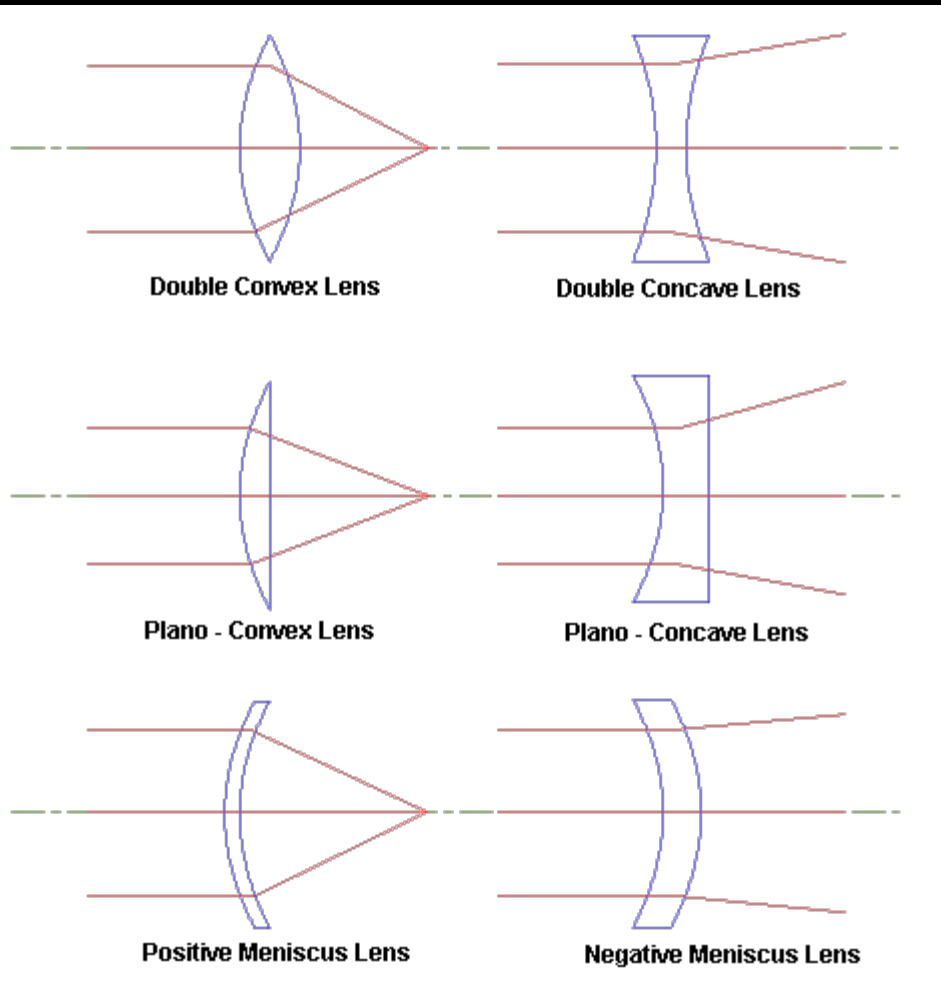 Double Convex Lens
Double Concave Lens
Plano - Convex Lens
Plano - Concave Lens
Positive Meniscus Lens
Negative Meniscus Lens